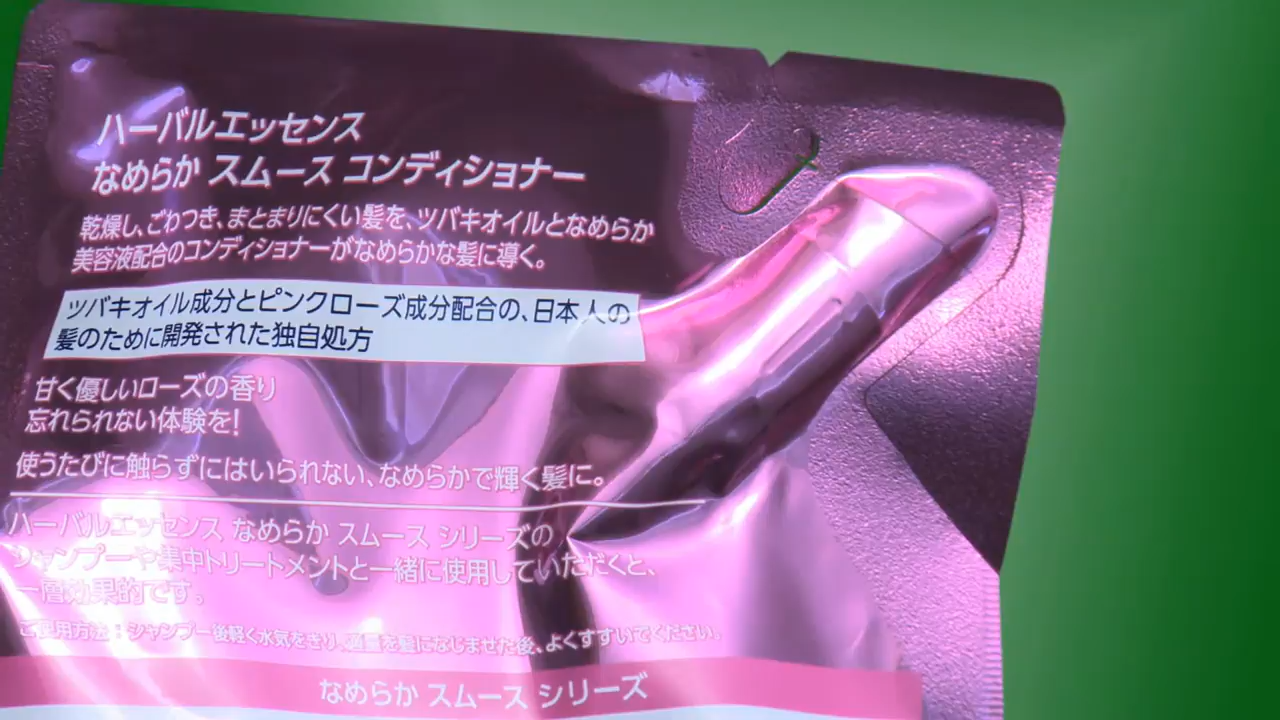 ハーバルエッセンス
なめらか スムース コンディショナー
乾燥し、ごわつき、まとまりにくい髪を、ツバキオイルとなめらか
美容液配合のコンディショナーがなめらかな髪に導く。
ツバキオイル成分とピンクローズ成分配合の、日本人の
髪のために開発された独自処方
甘く優しいローズの香り
忘れられない体験を!
使うたびに触らずにはいられない、なめらかで輝く髪に。
ハーバルエッセンス なめらか スムース シリーズの
シャンプーや集中トリートメントと一緒に使用していただくと、
一層効果的です。
ご使用方法:シャンプー後軽く水気をきり、適量を髪になじませた後、よくすすいでください。
なめらか スムース シリーズ